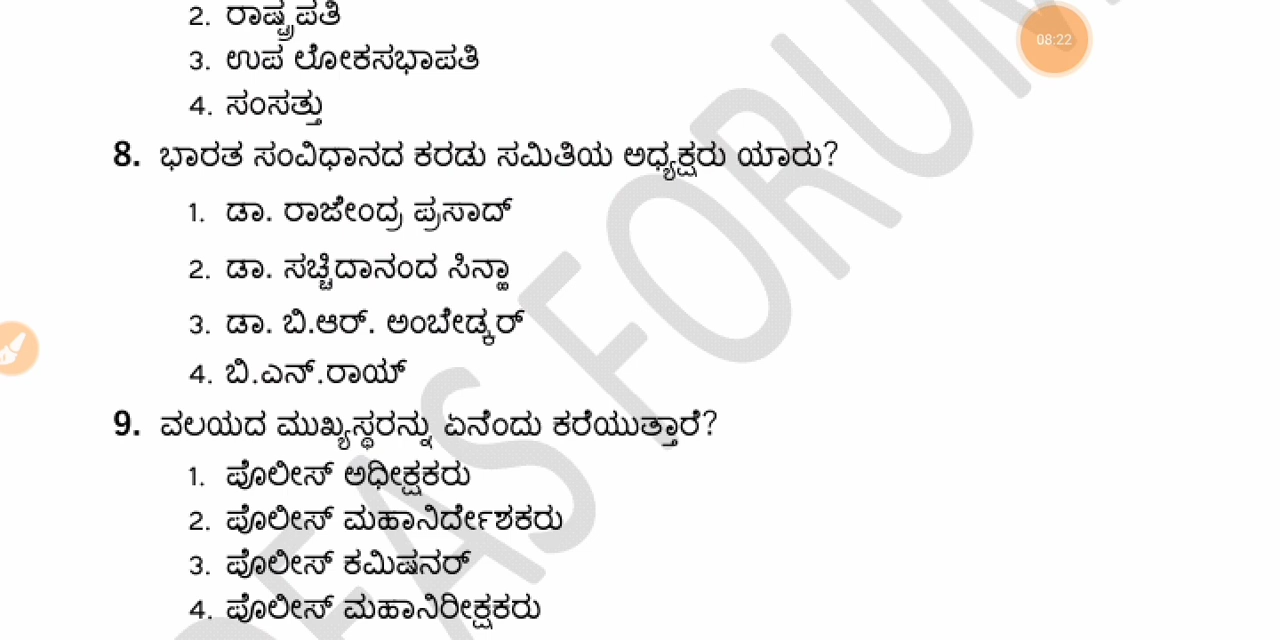 2. ರಾಷ್ಟ್ರಪತಿ
08:22
3. ಉಪ ಲೋಕಸಭಾಪತಿ
4. ಸಂಸತ್ತು
8. ಭಾರತ ಸಂವಿಧಾನದ ಕರಡು ಸಮಿತಿಯ ಅಧ್ಯಕ್ಷರು ಯಾರು?
1. ಡಾ. ರಾಜೇಂದ್ರ ಪ್ರಸಾದ್
2. ಡಾ. ಸಚ್ಚಿದಾನಂದ ಸಿನ್ಹಾ
3. ಡಾ. ಬಿ.ಆರ್. ಅಂಬೇಡ್ಕರ್
4. ಬಿ.ಎನ್.ರಾಯ್
9. ವಲಯದ ಮುಖ್ಯಸ್ಥರನ್ನು ಏನೆಂದು ಕರೆಯುತ್ತಾರೆ?
1. ಪೊಲೀಸ್ ಅಧೀಕ್ಷಕರು
2. ಪೊಲೀಸ್ ಮಹಾನಿರ್ದೇಶಕರು
3. ಪೊಲೀಸ್ ಕಮಿಷನರ್
4. ಪೊಲೀಸ್ ಮಹಾನಿರೀಕ್ಷಕರು